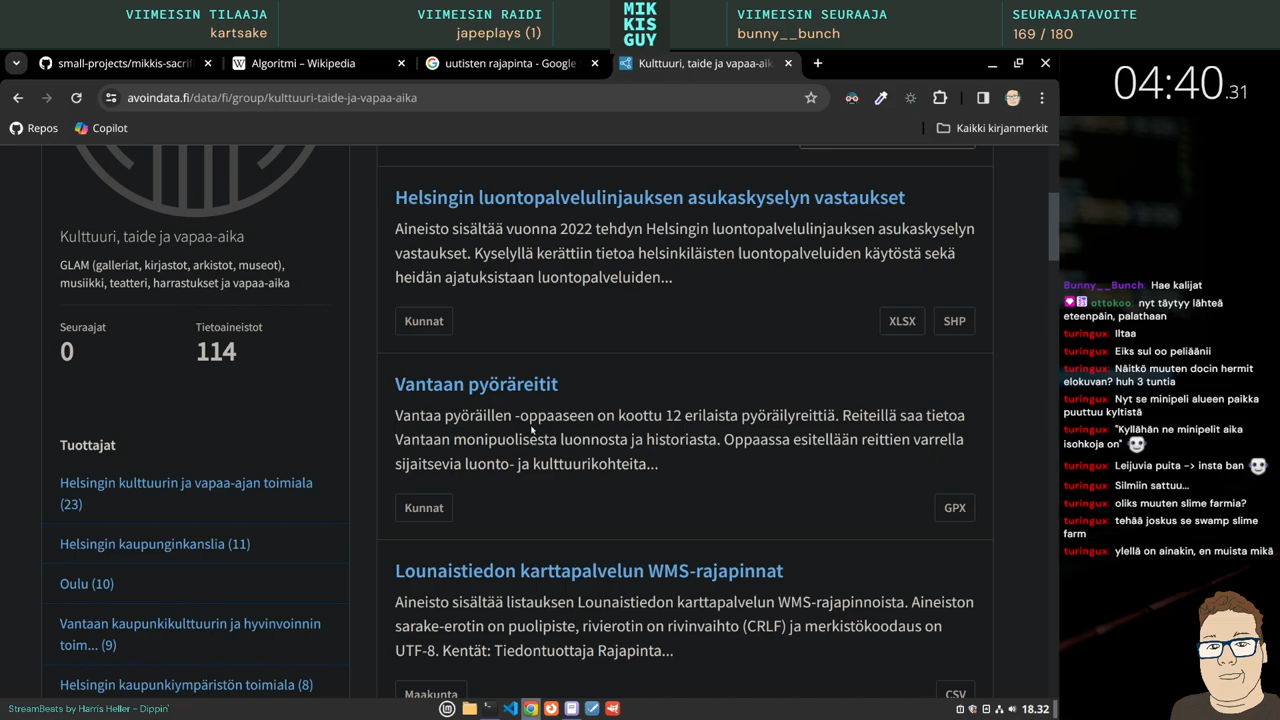 VIIMEISIN TILAAJA
kartsake
VIIMEISIN RAIDI
japeplays (1)
MIK
KIS
GUY
VIIMEISIN SEURAAJA
bunny__bunch
SEURAAJATAVOITE
169 / 180
small-projects/mikkis-sacrif
Algoritmi – Wikipedia
uutisten rajapinta - Google
Kulttuuri, taide ja vapaa-aik
avoindata.fi/data/fi/group/kulttuuri-taide-ja-vapaa-aika
Repos
Copilot
Kaikki kirjanmerkit
04:40.31
Kulttuuri, taide ja vapaa-aika
GLAM (galleriat, kirjastot, arkistot, museot),
musiikki, teatteri, harrastukset ja vapaa-aika
Seuraajat
0
Tietoaineistot
114
Tuottajat
Helsingin kulttuurin ja vapaa-ajan toimiala
(23)
Helsingin kaupunginkanslia (11)
Oulu (10)
Vantaan kaupunkikulttuurin ja hyvinvoinnin
toim... (9)
Helsingin kaupunkiympäristön toimiala (8)
Helsingin luontopalvelulinjauksen asukaskyselyn vastaukset
Aineisto sisältää vuonna 2022 tehdyn Helsingin luontopalvelulinjauksen asukaskyselyn
vastaukset. Kyselyllä kerättiin tietoa helsinkiläisten luontopalveluiden käytöstä sekä
heidän ajatuksistaan luontopalveluiden...
Kunnat
XLSX
SHP
Vantaan pyöräreitit
Vantaa pyöräillen -oppaaseen on koottu 12 erilaista pyöräilyreittiä. Reiteillä saa tietoa
Vantaan monipuolisesta luonnosta ja historiasta. Oppaassa esitellään reittien varrella
sijaitsevia luonto- ja kulttuurikohteita...
Kunnat
GPX
Lounaistiedon karttapalvelun WMS-rajapinnat
Aineisto sisältää listauksen Lounaistiedon karttapalvelun WMS-rajapinnoista. Aineiston
sarake-erotin on puolipiste, rivierotin on rivinvaihto (CRLF) ja merkistökoodaus on
UTF-8. Kentät: Tiedontuottaja Rajapinta...
Maakunta
CSV
Bunny__Bunch: Hae kalijat
ottokoo: nyt täytyy lähteä
eteenpäin, palathaan
turingux: Iltaa
turingux: Eiks sul oo peliäänii
turingux: Näitkö muuten docin hermit
elokuvan? huh 3 tuntia
turingux: Nyt se minipeli alueen paikka
puuttuu kyltistä
turingux: "Kyllähän ne minipelit aika
isohkoja on"
turingux: Leijuvia puita -> insta ban
turingux: Silmiin sattuu...
turingux: oliks muuten slime farmia?
turingux: tehää joskus se swamp slime
farm
turingux: ylellä on ainakin, en muista mikä
StreamBeats by Harris Heller – Dippin'
18.32